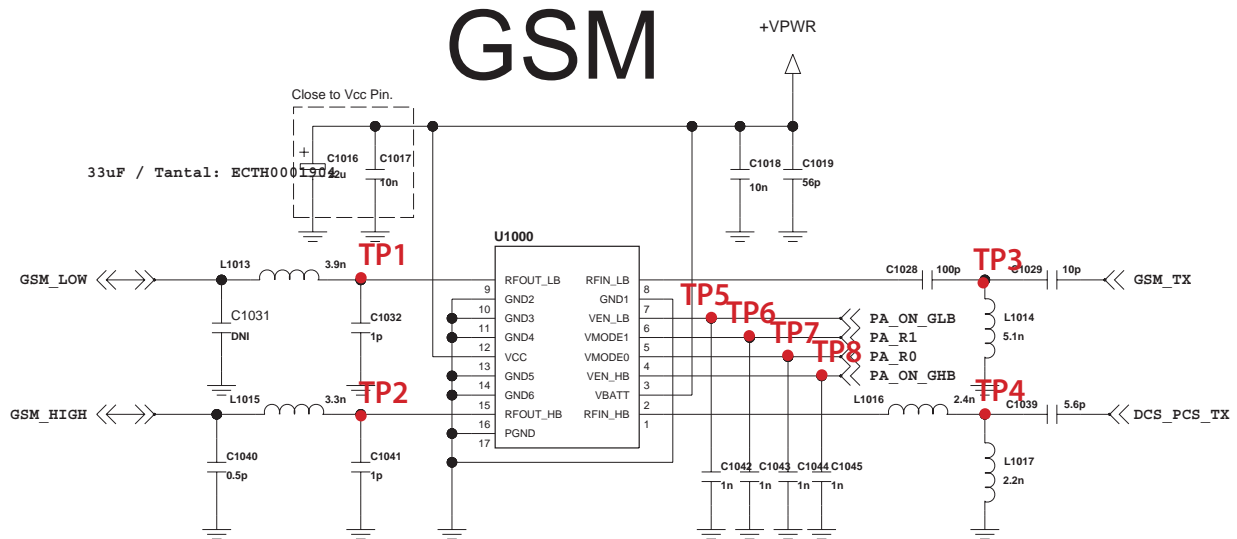 GSM
+VPWR
Close to Vcc Pin.
+
C1016
22u
C1017
10n
C1018
10n
C1019
56p
33uF / Tantal: ECTH0001904
U1000
GSM_LOW
L1013
3.9n
TP1
C1031
DNI
C1032
1p
GSM_HIGH
L1015
3.3n
TP2
C1040
0.5p
C1041
1p
RFOUT_LB
9
GND2
10
GND3
11
GND4
12
VCC
13
GND5
14
GND6
15
RFOUT_HB
16
PGND
17
RFIN_LB
8
GND1
7
VEN_LB
6
VMODE1
5
VMODE0
4
VEN_HB
3
VBATT
2
RFIN_HB
1
TP5
TP6
TP7
TP8
PA_ON_GLB
PA_R1
PA_R0
PA_ON_GHB
C1028
100p
TP3
C1029
10p
GSM_TX
L1014
5.1n
L1016
2.4n
TP4
C1039
5.6p
DCS_PCS_TX
L1017
2.2n
C1042
1n
C1043
1n
C1044
1n
C1045
1n